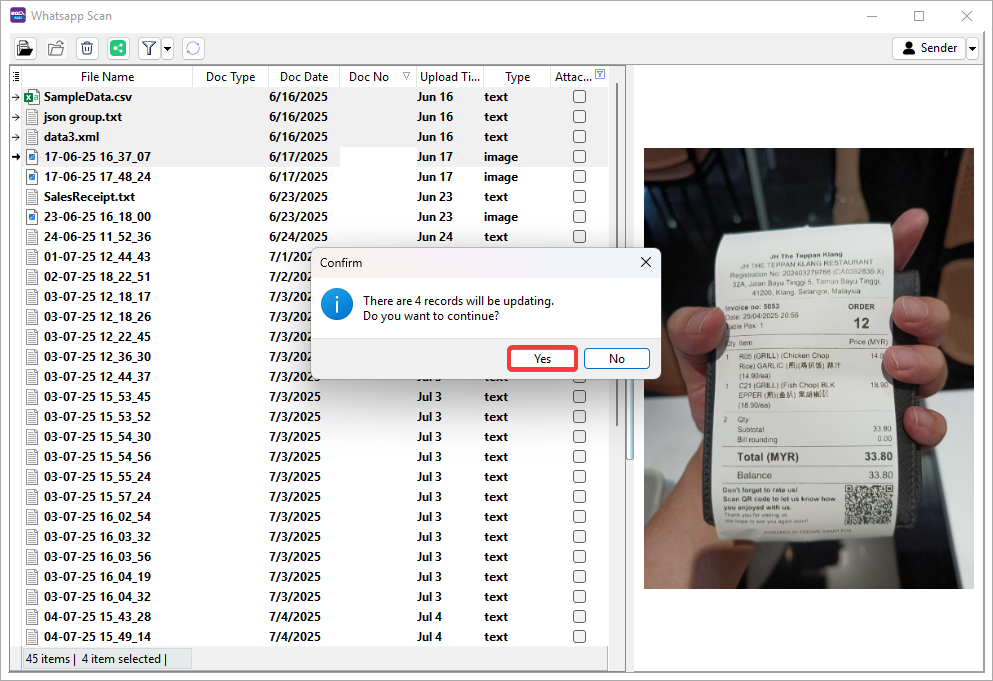 Whatsapp Scan
Sender
File Name Doc Type Doc Date Doc No Upload Ti... Type Attac...
SampleData.csv 6/16/2025 Jun 16 text
json group.txt 6/16/2025 Jun 16 text
data3.xml 6/16/2025 Jun 16 text
17-06-25 16_37_07 6/17/2025 Jun 17 image
17-06-25 17_48_24 6/17/2025 Jun 17 image
SalesReceipt.txt 6/23/2025 Jun 23 text
23-06-25 16_18_00 6/23/2025 Jun 23 image
24-06-25 11_52_36 6/24/2025 Jun 24 text
01-07-25 12_44_43 7/1/202
02-07-25 18_22_51 7/2/202
03-07-25 12_18_17 7/3/202
03-07-25 12_18_26 7/3/202
03-07-25 12_22_45 7/3/202
03-07-25 12_36_30 7/3/202
03-07-25 12_44_37 7/3/2025 Jul 3 text
03-07-25 15_53_45 7/3/2025 Jul 3 text
03-07-25 15_53_52 7/3/2025 Jul 3 text
03-07-25 15_54_30 7/3/2025 Jul 3 text
03-07-25 15_54_56 7/3/2025 Jul 3 text
03-07-25 15_55_24 7/3/2025 Jul 3 text
03-07-25 15_57_24 7/3/2025 Jul 3 text
03-07-25 16_02_54 7/3/2025 Jul 3 text
03-07-25 16_03_32 7/3/2025 Jul 3 text
03-07-25 16_03_56 7/3/2025 Jul 3 text
03-07-25 16_04_19 7/3/2025 Jul 3 text
03-07-25 16_04_32 7/3/2025 Jul 3 text
04-07-25 15_43_28 7/4/2025 Jul 4 text
04-07-25 15_49_14 7/4/2025 Jul 4 text
45 items | 4 item selected |
Confirm
There are 4 records will be updating.
Do you want to continue?
Yes No
JH The Teppan Klang
JH THE TEPPAN KLANG RESTAURANT
Registration No: 202403279788 (CA0392836-X)
32A, Jalan Bayu Tinggi 5, Taman Bayu Tinggi,
41200, Klang, Selangor, Malaysia
Invoice no: 5053 ORDER
Date: 25/04/2025 20:56 12
Table Pax: 1
Qty Item Price (MYR)
1 R05 (GRILL) (Chicken Chop 14.9
Rice) GARLIC (煎)(鸡扒饭) 蒜汁
(14.90/ea)
1 C21 (GRILL) (Fish Chop) BLK 18.90
EPPER (煎)(鱼扒) 黑胡椒
(18.90/ea)
2 Qty
Subtotal 33.80
Bill rounding 0.00
Total (MYR) 33.80
Balance 33.80
Don't forget to rate us!
Scan QR code to let us know how
you enjoyed with us.
Thank you for visiting us
We hope to see you again soon!